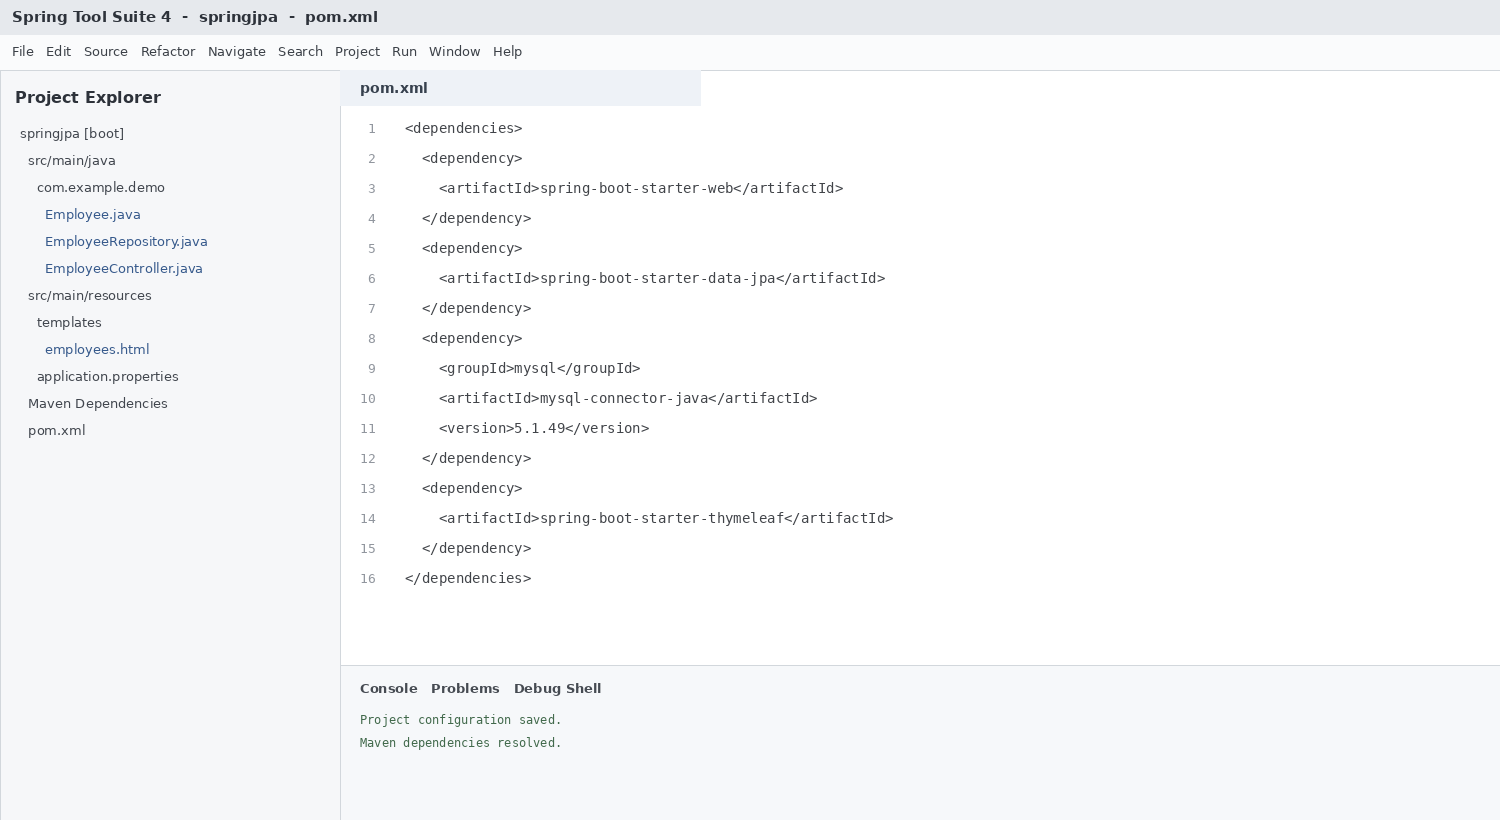 Spring Tool Suite 4 - springjpa - pom.xml
File Edit Source Refactor Navigate Search Project Run Window Help
Project Explorer
springjpa [boot]
src/main/java
com.example.demo
Employee.java
EmployeeRepository.java
EmployeeController.java
src/main/resources
templates
employees.html
application.properties
Maven Dependencies
pom.xml
pom.xml
1 <dependencies>
2 <dependency>
3 <artifactId>spring-boot-starter-web</artifactId>
4 </dependency>
5 <dependency>
6 <artifactId>spring-boot-starter-data-jpa</artifactId>
7 </dependency>
8 <dependency>
9 <groupId>mysql</groupId>
10 <artifactId>mysql-connector-java</artifactId>
11 <version>5.1.49</version>
12 </dependency>
13 <dependency>
14 <artifactId>spring-boot-starter-thymeleaf</artifactId>
15 </dependency>
16 </dependencies>
Console Problems Debug Shell
Project configuration saved.
Maven dependencies resolved.